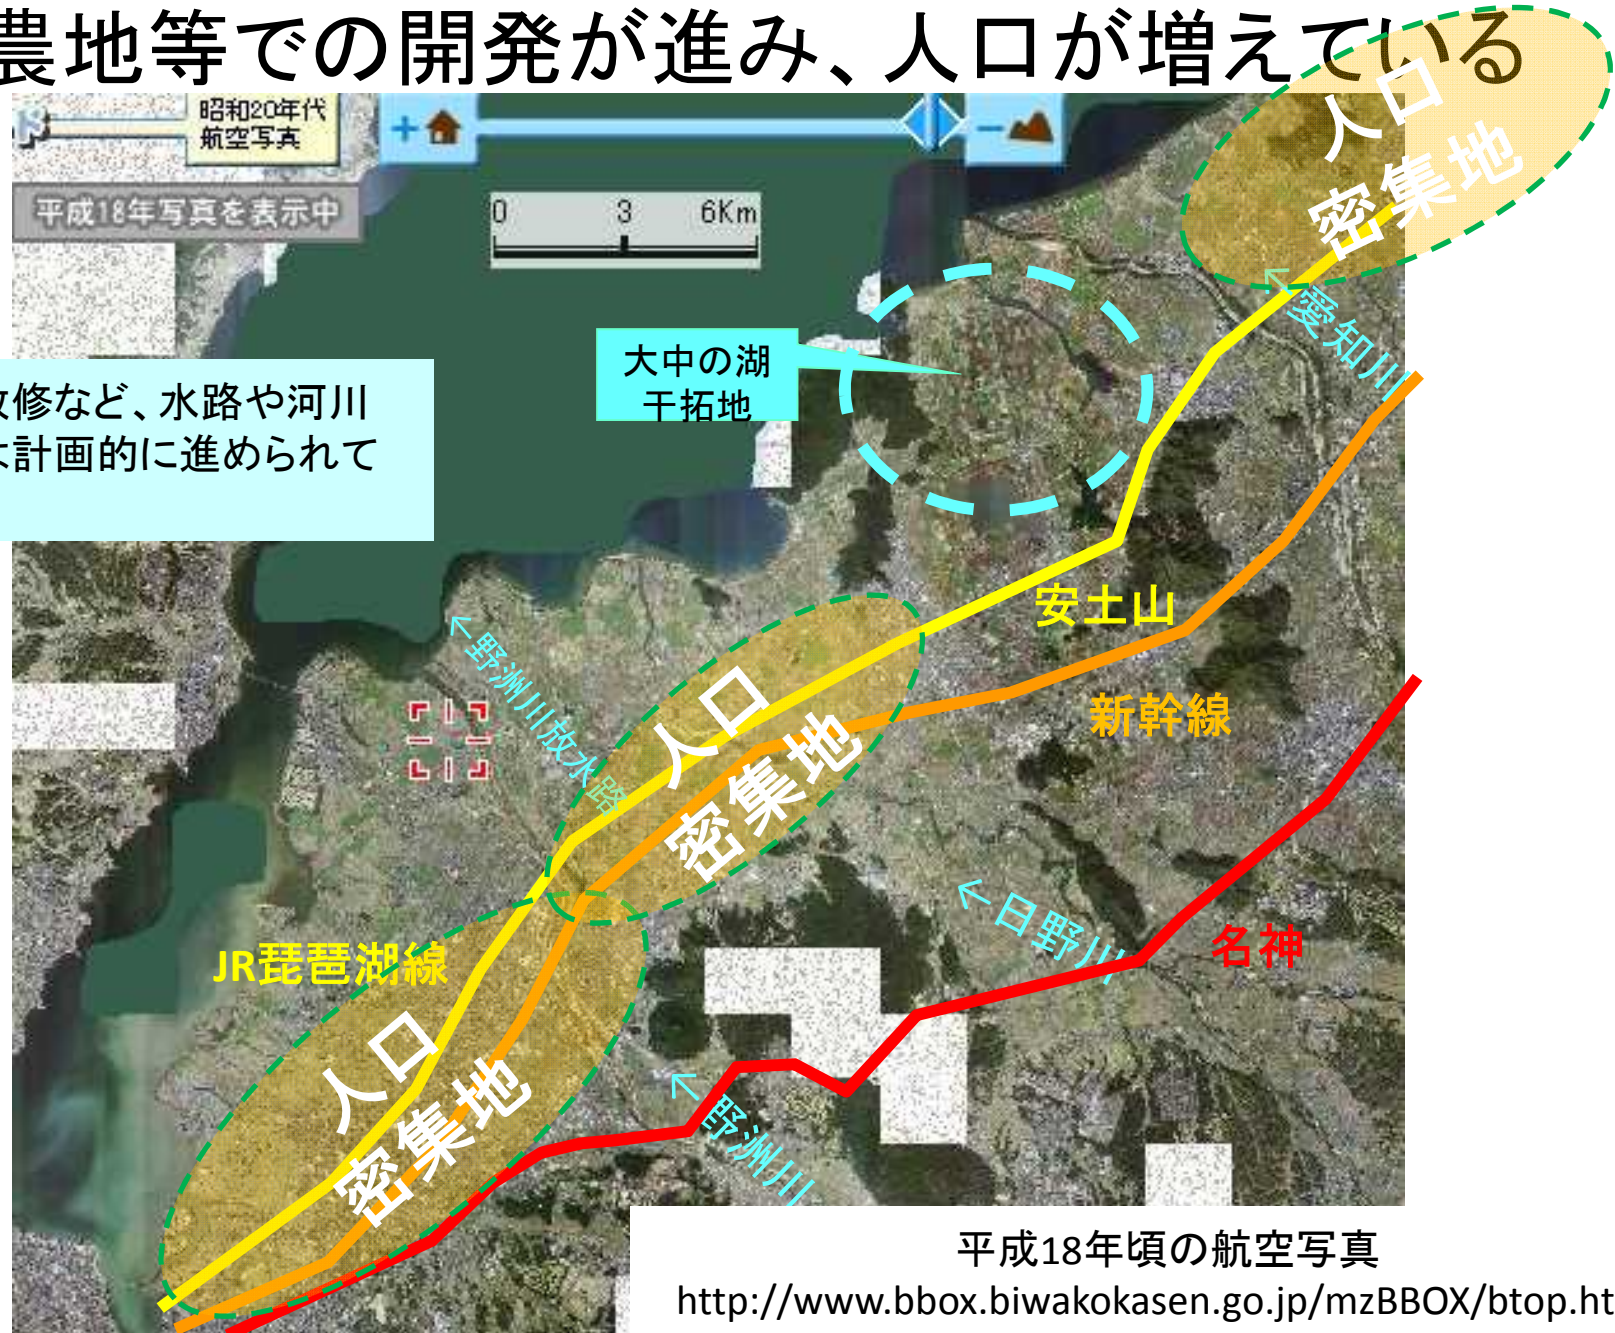 農地等での開発が進み、人口が増えている
昭和20年代
航空写真
+
−
平成18年写真を表示中
0 3 6Km
人口
密集地
←愛知川
大中の湖
干拓地
改修など、水路や河川
は計画的に進められて
安土山
←野洲川放水路
新幹線
人口
密集地
←日野川
名神
JR琵琶湖線
人口
密集地
←野洲川
平成18年頃の航空写真
http://www.bbox.biwakokasen.go.jp/mzBBOX/btop.ht